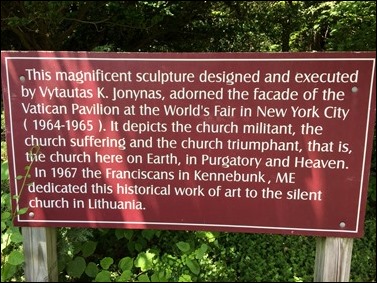 This magnificent sculpture designed and executed
by Vytautas K. Jonynas, adorned the facade of the
Vatican Pavilion at the World's Fair in New York City
( 1964-1965 ). It depicts the church militant, the
church suffering and the church triumphant, that is,
the church here on Earth, in Purgatory and Heaven.
In 1967 the Franciscans in Kennebunk, ME
dedicated this historical work of art to the silent
church in Lithuania.